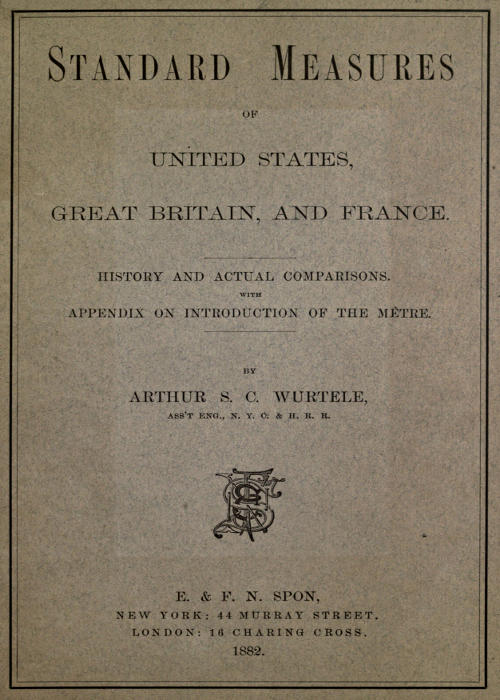 STANDARD MEASURES
OF
UNITED STATES,
GREAT BRITAIN, AND FRANCE.
HISTORY AND ACTUAL COMPARISONS.
WITH
APPENDIX ON INTRODUCTION OF THE MÈTRE.
BY
ARTHUR S. C. WURTELE,
ASS'T ENG., N. Y. C. & H. R. R.
E. & F. N. SPON,
NEW YORK: 44 MURRAY STREET.
LONDON: 16 CHARING CROSS.
1882.